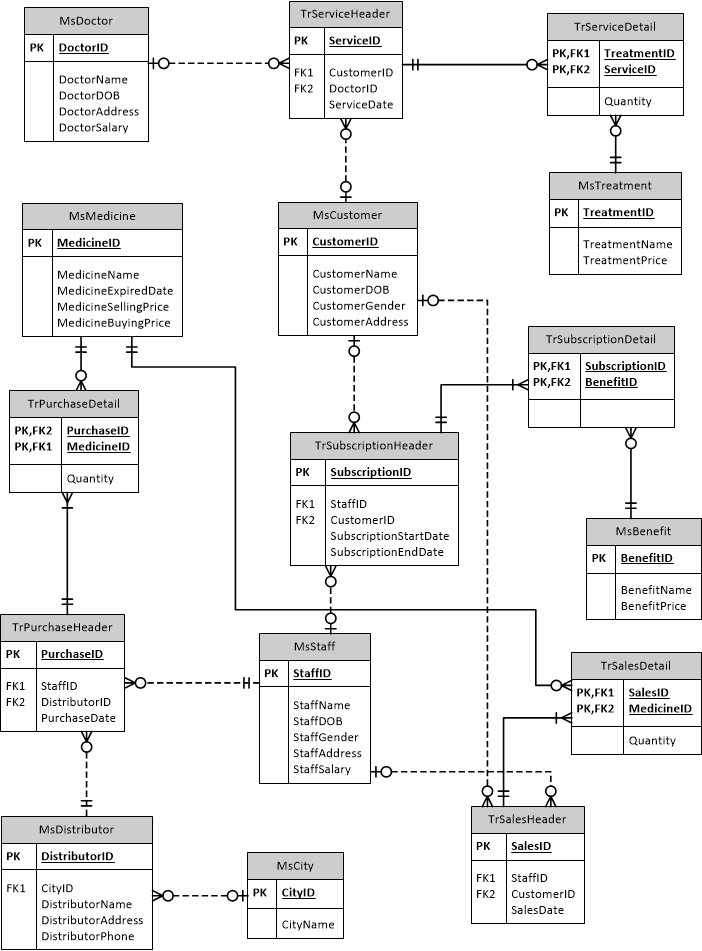 MsDoctor
PK DoctorID
DoctorName
DoctorDOB
DoctorAddress
DoctorSalary
TrServiceHeader
PK ServiceID
FK1 CustomerID
FK2 DoctorID
ServiceDate
TrServiceDetail
PK,FK1 TreatmentID
PK,FK2 ServiceID
Quantity
MsTreatment
PK TreatmentID
TreatmentName
TreatmentPrice
MsMedicine
PK MedicineID
MedicineName
MedicineExpiredDate
MedicineSellingPrice
MedicineBuyingPrice
MsCustomer
PK CustomerID
CustomerName
CustomerDOB
CustomerGender
CustomerAddress
TrSubscriptionDetail
PK,FK1 SubscriptionID
PK,FK2 BenefitID
TrPurchaseDetail
PK,FK2 PurchaseID
PK,FK1 MedicineID
Quantity
TrSubscriptionHeader
PK SubscriptionID
FK1 StaffID
FK2 CustomerID
SubscriptionStartDate
SubscriptionEndDate
MsBenefit
PK BenefitID
BenefitName
BenefitPrice
TrPurchaseHeader
PK PurchaseID
FK1 StaffID
FK2 DistributorID
PurchaseDate
MsStaff
PK StaffID
StaffName
StaffDOB
StaffGender
StaffAddress
StaffSalary
TrSalesDetail
PK,FK1 SalesID
PK,FK2 MedicineID
Quantity
MsDistributor
PK DistributorID
FK1 CityID
DistributorName
DistributorAddress
DistributorPhone
MsCity
PK CityID
CityName
TrSalesHeader
PK SalesID
FK1 StaffID
FK2 CustomerID
SalesDate